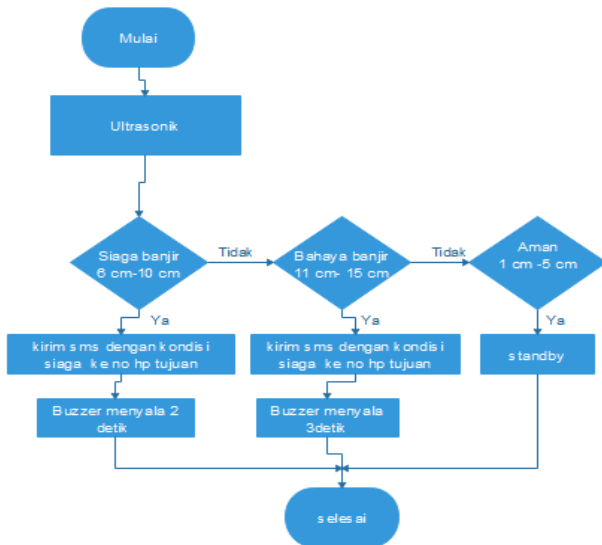 Mulai
Ultrasonik
Siaga banjir
6 cm-10 cm
Tidak
Bahaya banjir
11 cm- 15 cm
Tidak
Aman
1 cm -5 cm
Ya
Ya
Ya
kirim sms dengan kondisi
siaga ke no hp tujuan
kirim sms dengan kondisi
siaga ke no hp tujuan
standby
Buzzer menyala 2
detik
Buzzer menyala
3detik
selesai